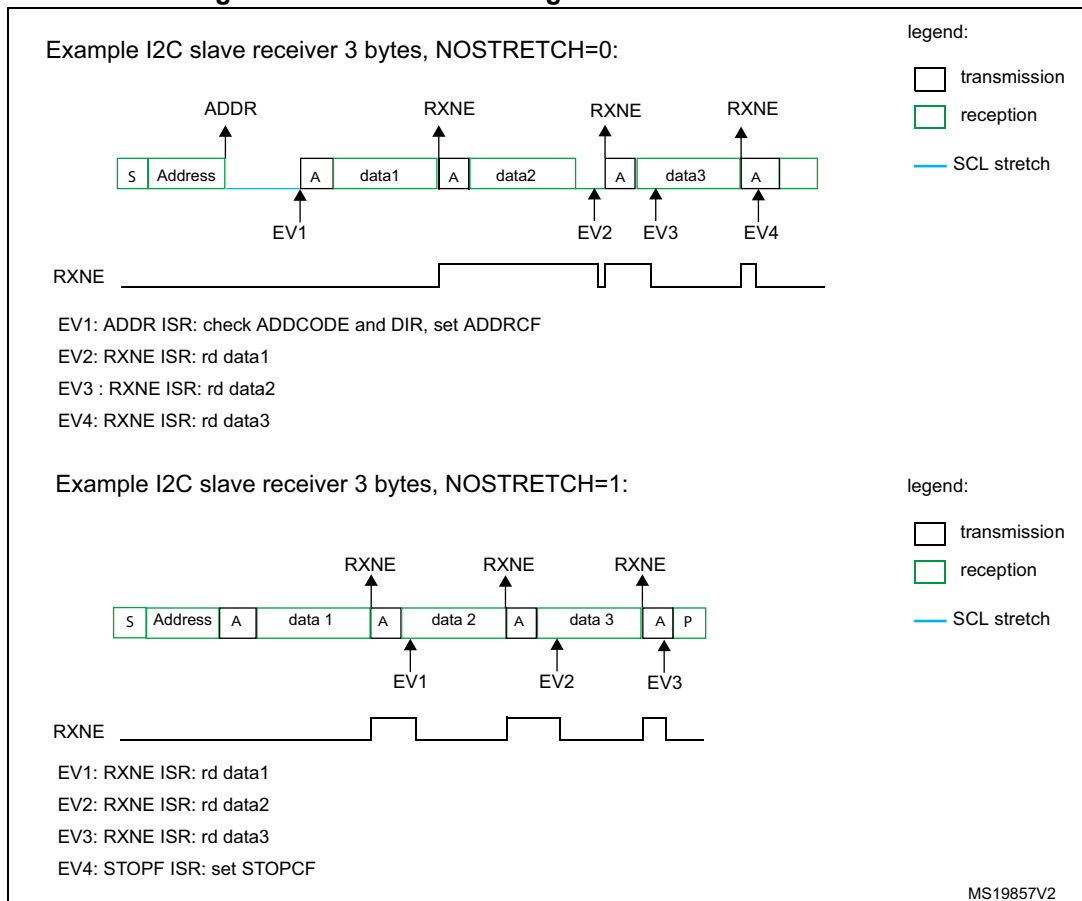 Example I2C slave receiver 3 bytes, NOSTRETCH=0:
legend:
transmission
reception
SCL stretch
ADDR RXNE RXNE RXNE
S Address A data1 A data2 A data3 A
EV1 EV2 EV3 EV4
RXNE
EV1: ADDR ISR: check ADDCODE and DIR, set ADDRCF
EV2: RXNE ISR: rd data1
EV3 : RXNE ISR: rd data2
EV4: RXNE ISR: rd data3
Example I2C slave receiver 3 bytes, NOSTRETCH=1:
legend:
transmission
reception
SCL stretch
RXNE RXNE RXNE
S Address A data 1 A data 2 A data 3 A P
EV1 EV2 EV3
RXNE
EV1: RXNE ISR: rd data1
EV2: RXNE ISR: rd data2
EV3: RXNE ISR: rd data3
EV4: STOPF ISR: set STOPCF
MS19857V2